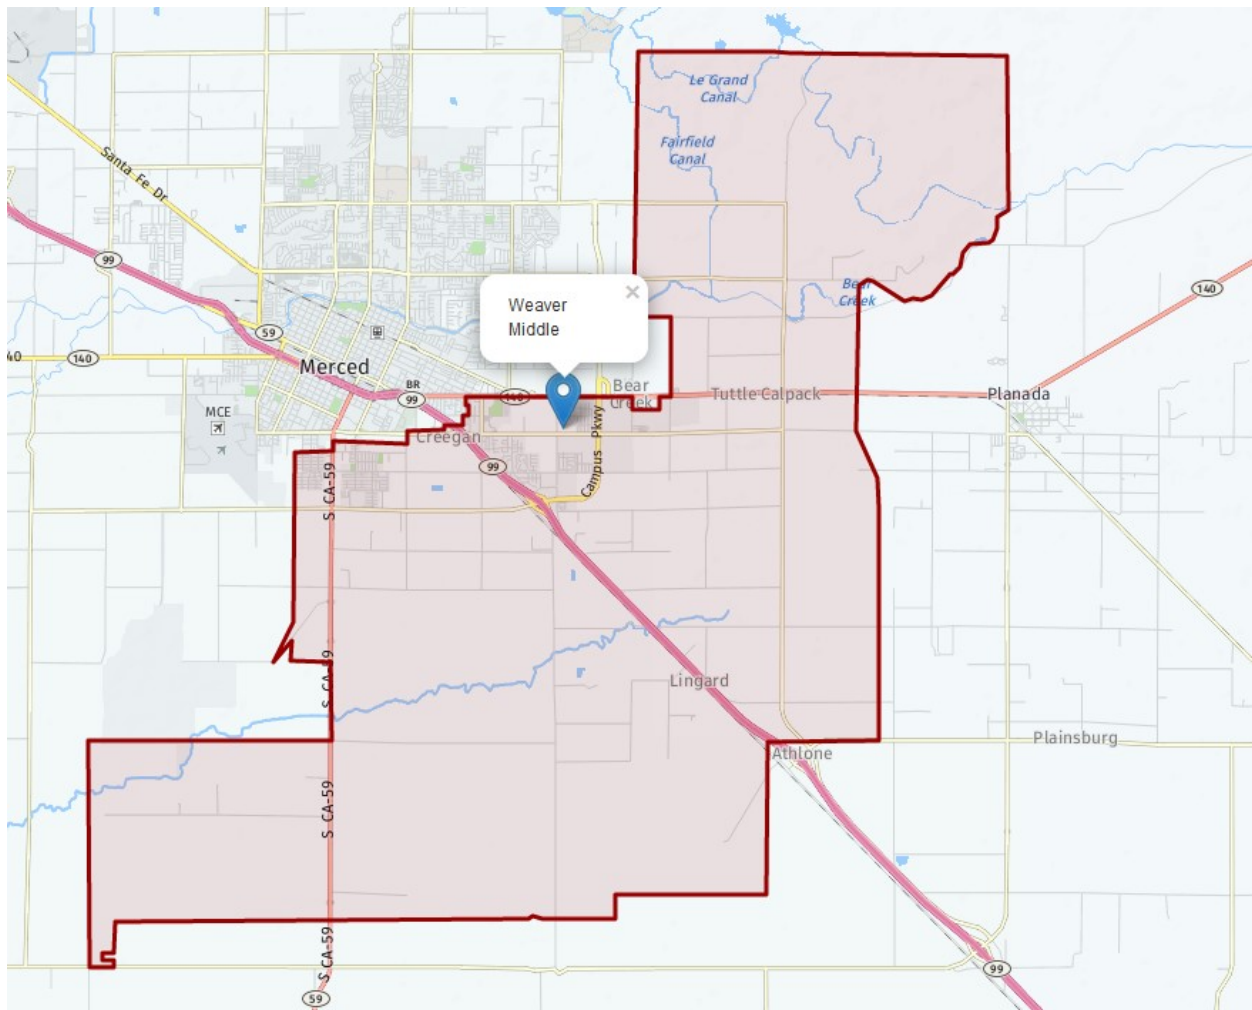 Le Grand
Canal
Fairfield
Canal
Santa Fe Dr
99
Bear
Creek
140
Weaver
Middle
×
59
140
40
Merced
BR
99
140
Bear
Creek
Tuttle Calpack
Planada
MCE
Creegan
99
Campus Pkwy
S CA-59
S CA-59
Lingard
Plainsburg
Athlone
S CA-59
S CA-59
99
59